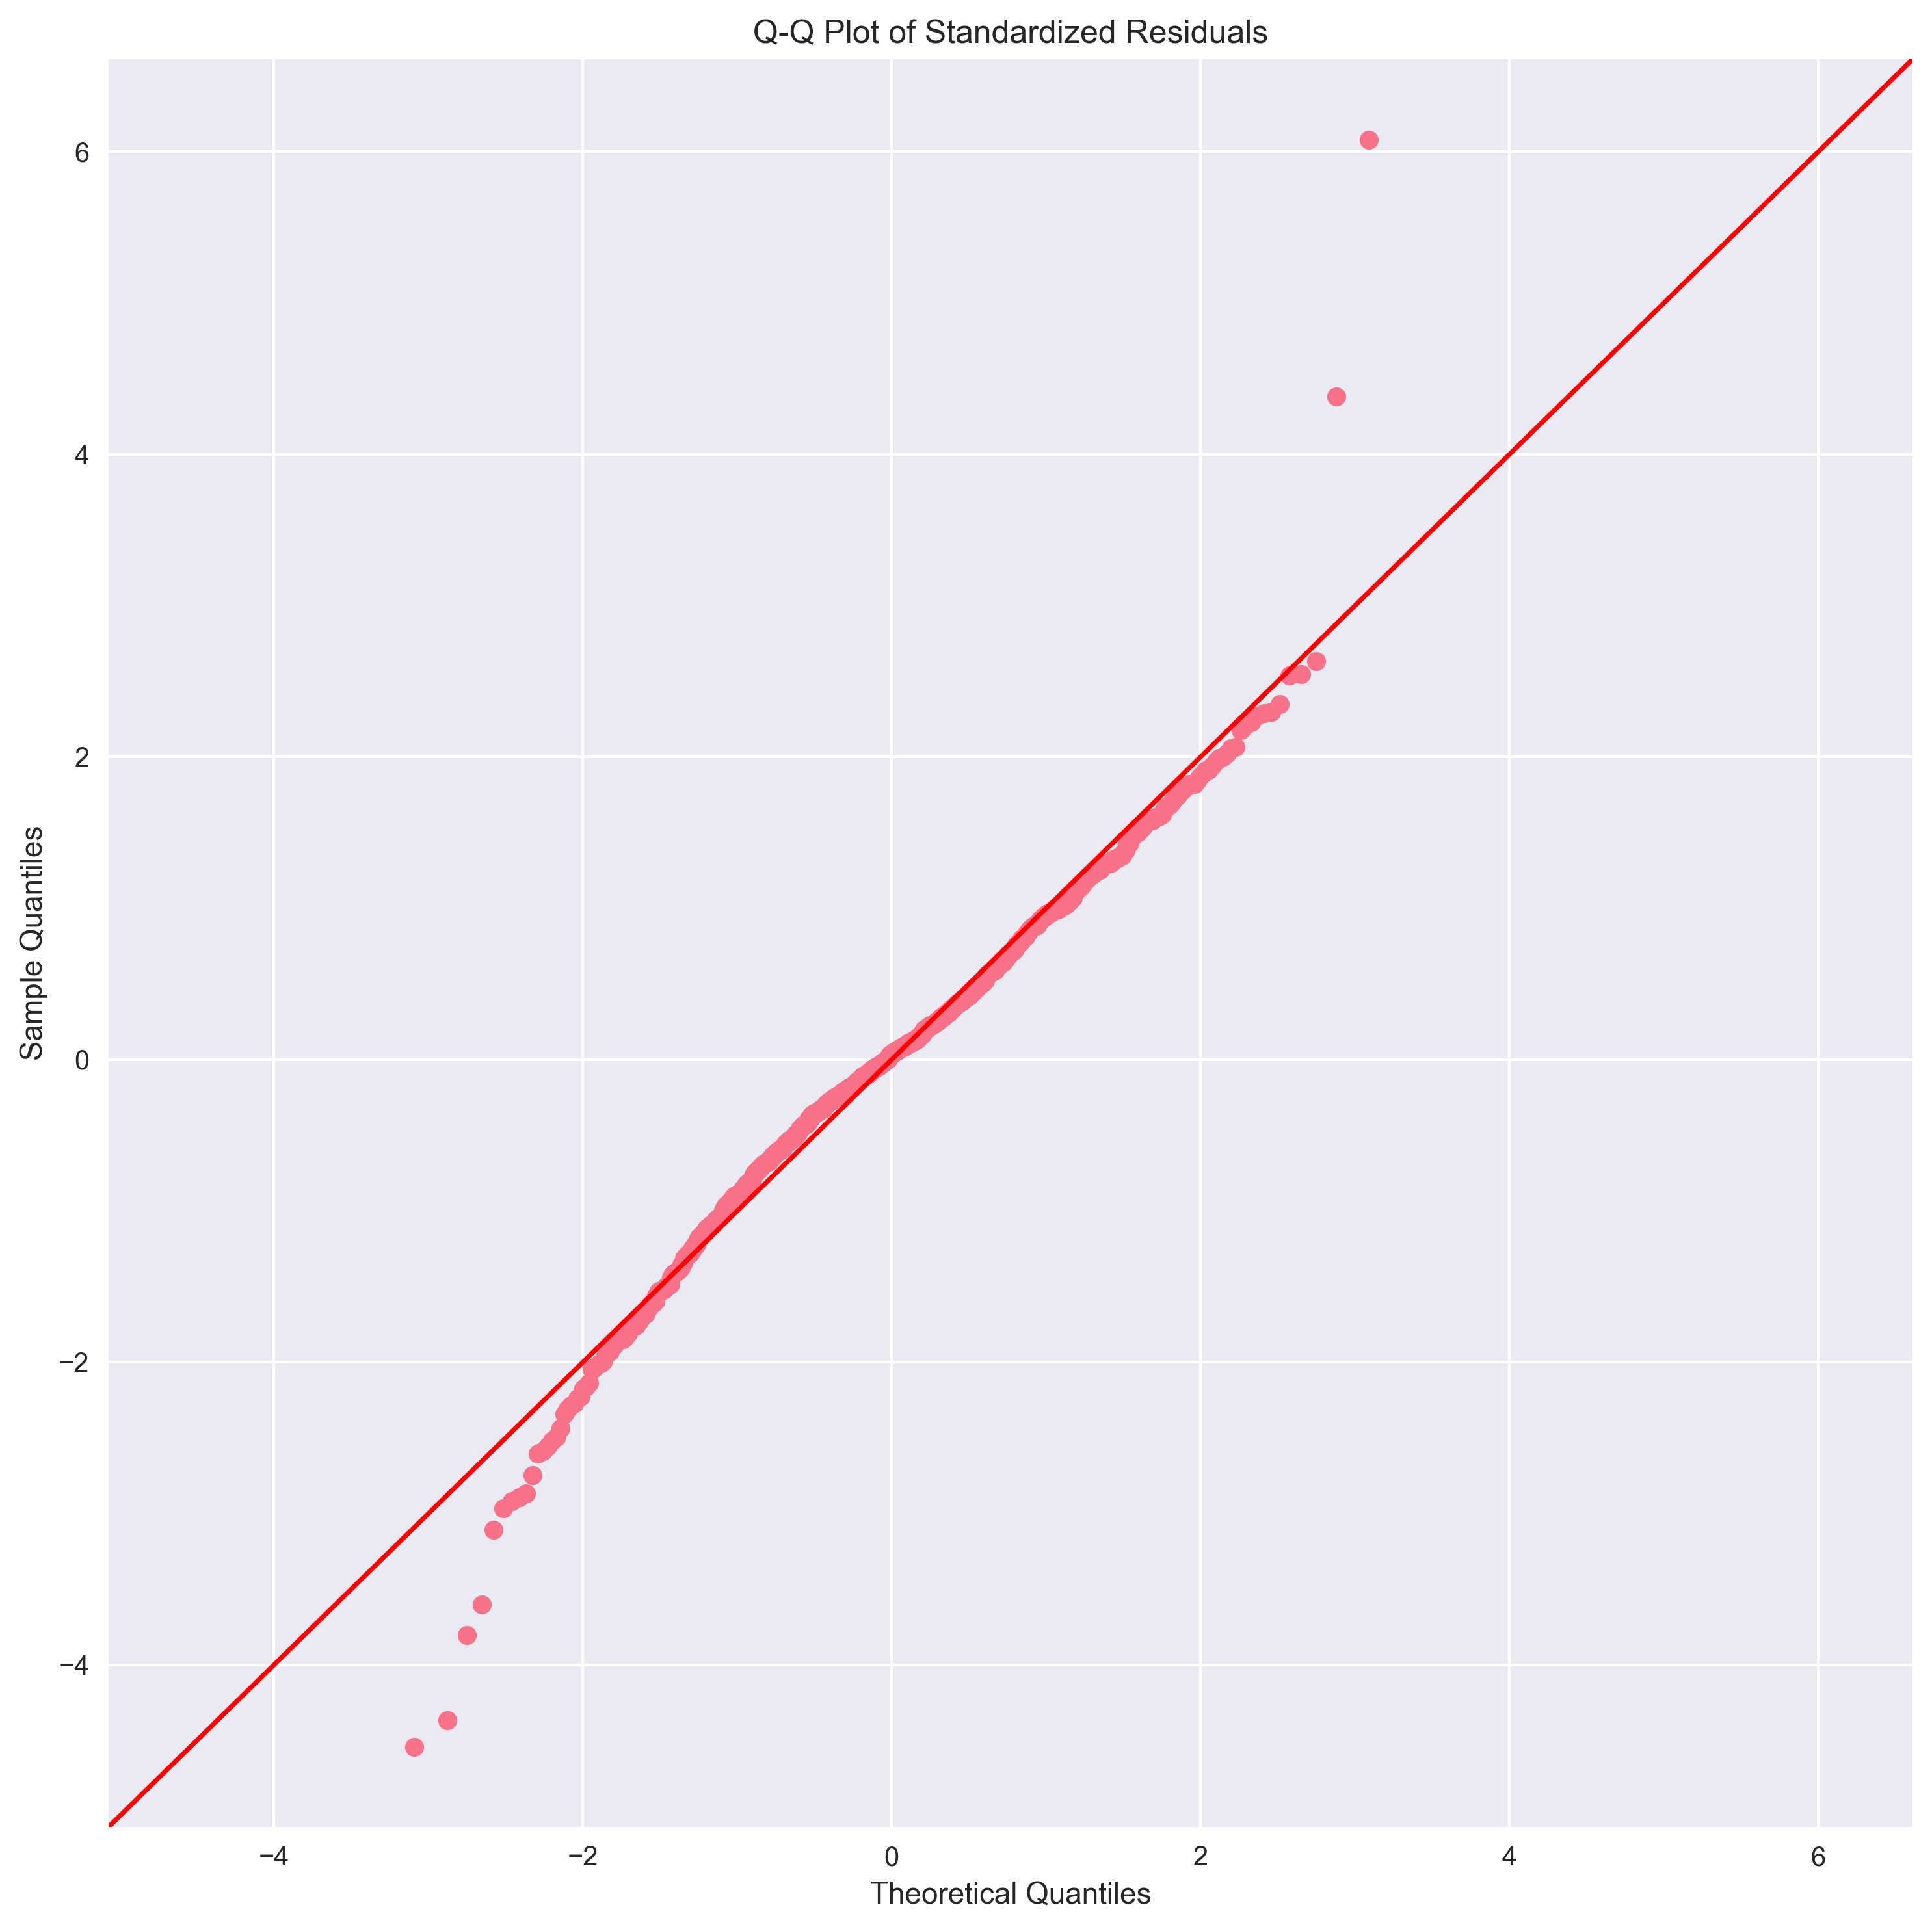 Q-Q Plot of Standardized Residuals
6
4
2
0
−2
−4
Sample Quantiles
−4 −2 0 2 4 6
Theoretical Quantiles